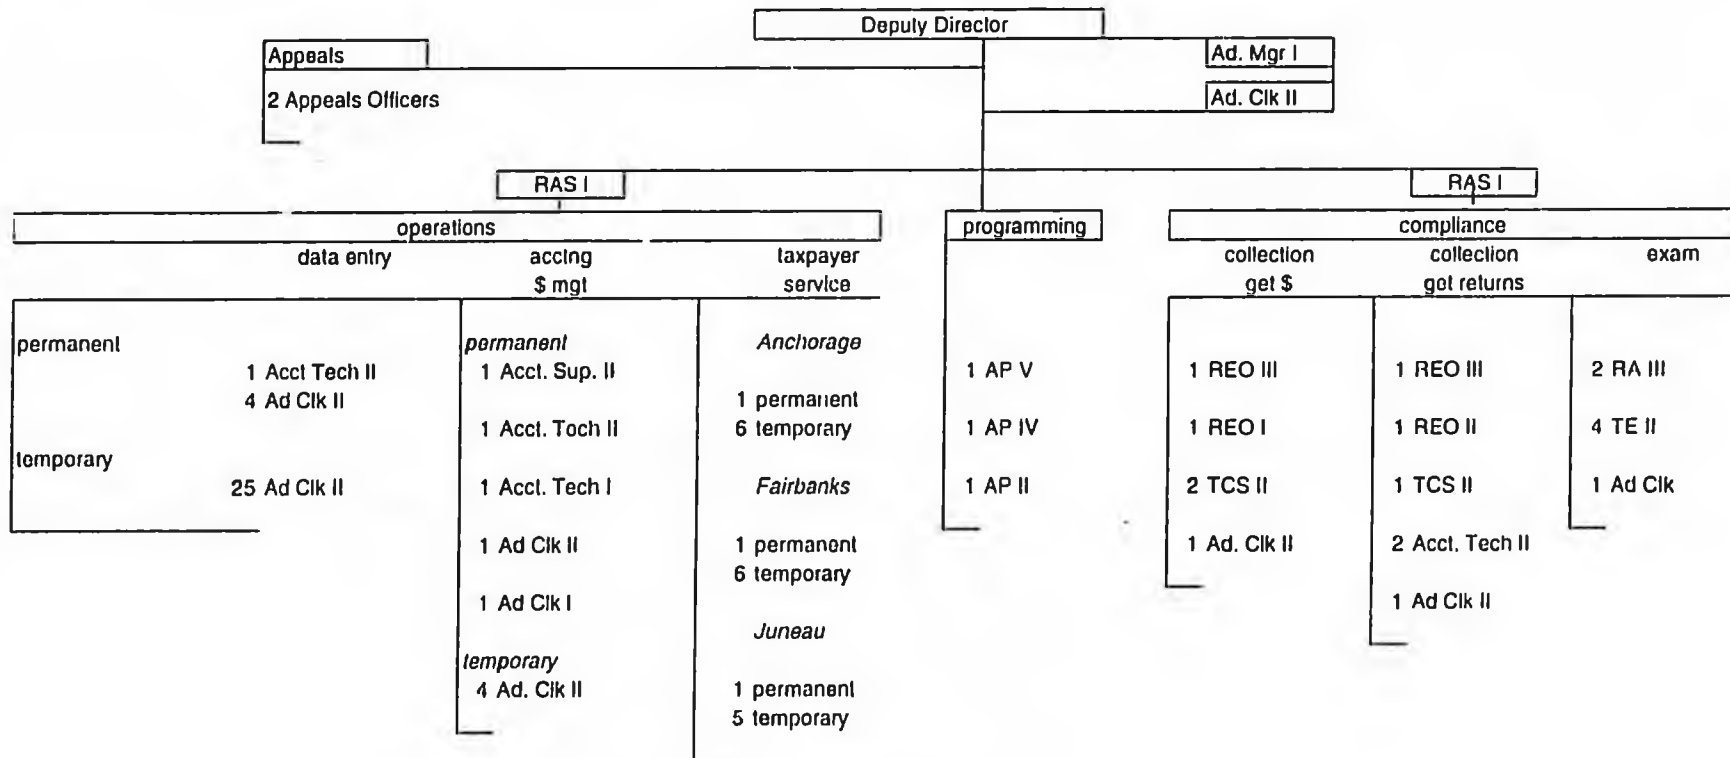 Deputy Director
Appeals
Ad. Mgr I
2 Appeals Officers
Ad. Clk II
RAS I
RAS I
operations
programming
compliance
data entry
accing
$ mgt
taxpayer
service
collection
get $
collection
got returns
exam
permanent
1 Acct Tech II
4 Ad Clk II
temporary
25 Ad Clk II
permanent
1 Acct. Sup. II
1 Acct. Toch II
1 Acct. Tech I
1 Ad Clk II
1 Ad Clk I
temporary
4 Ad. Clk II
Anchorage
1 permanent
6 temporary
Fairbanks
1 permanent
6 temporary
Juneau
1 permanent
5 temporary
1 AP V
1 AP IV
1 AP II
1 REO III
1 REO I
2 TCS II
1 Ad. Clk II
1 REO III
1 REO II
1 TCS II
2 Acct. Tech II
1 Ad Clk II
2 RA III
4 TE II
1 Ad Clk